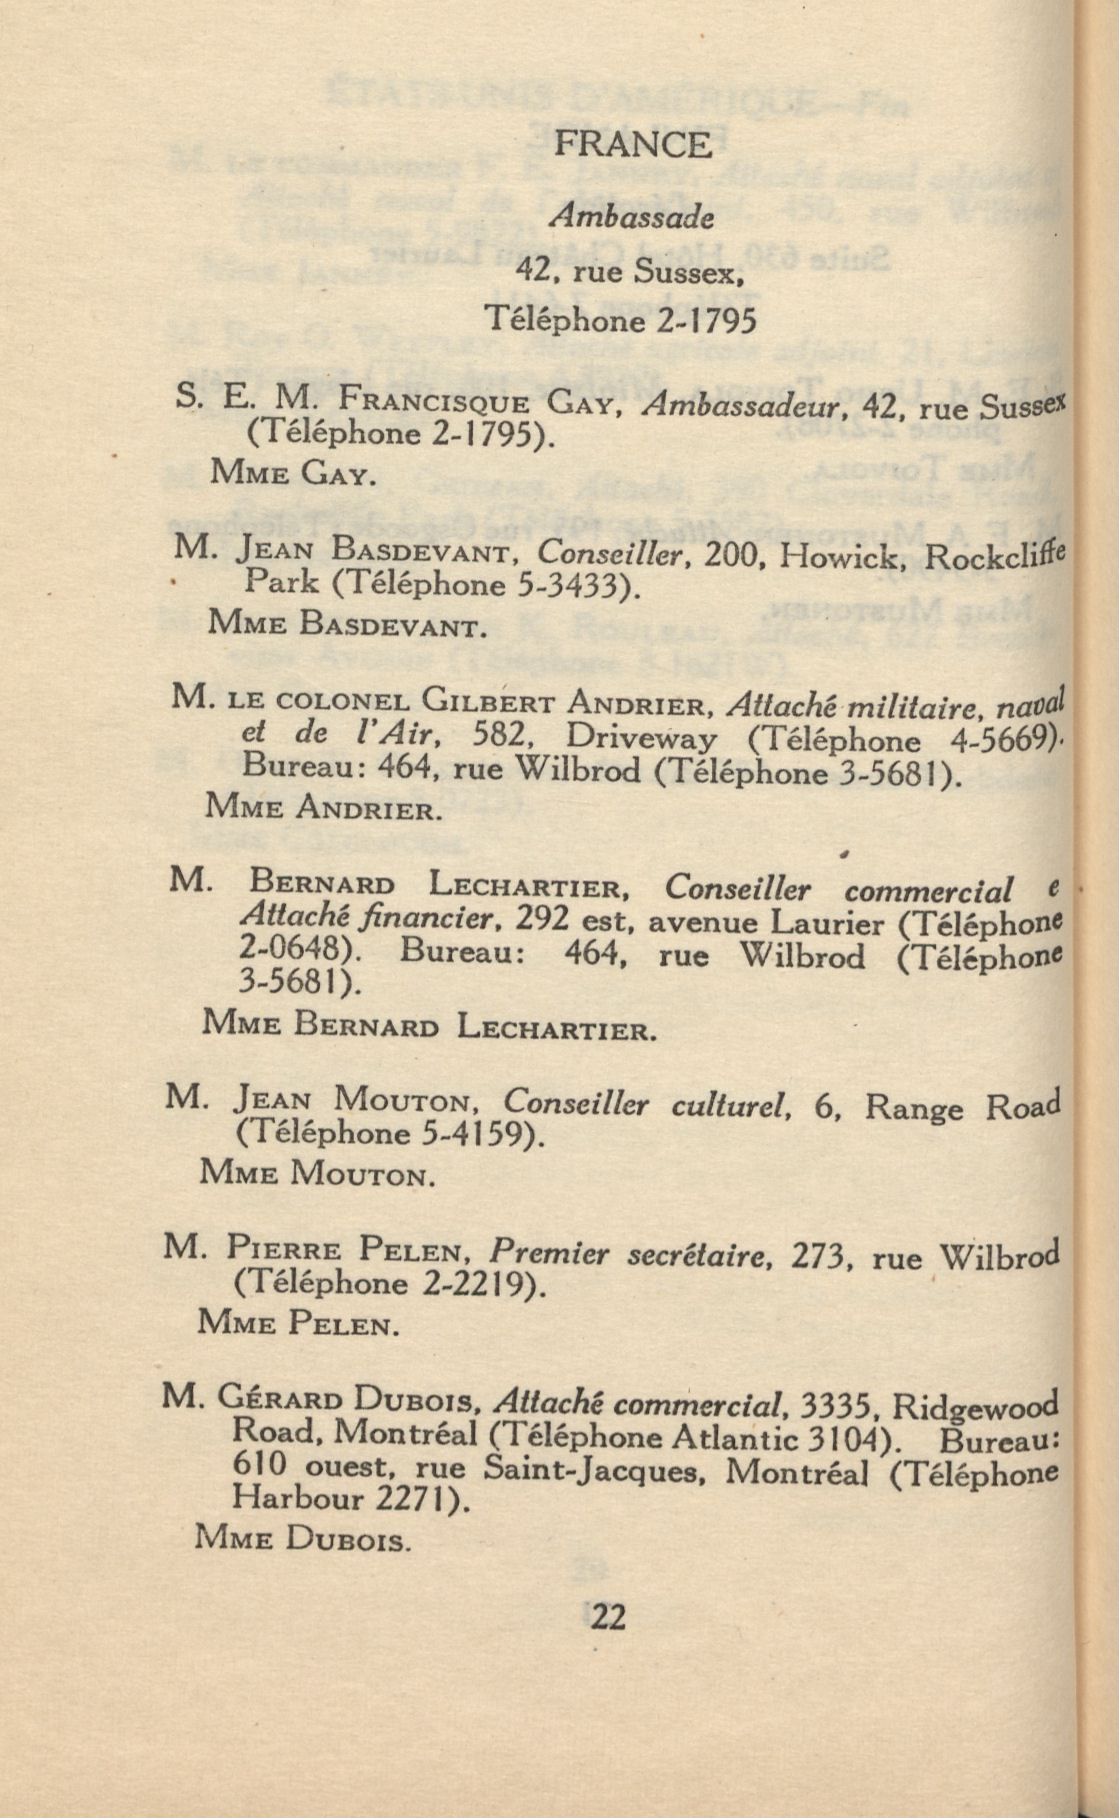 FRANCE
Ambassade
42, rue Sussex,
Téléphone 2-1795
S. E. M. FRANCISQUE GAY, Ambassadeur, 42, rue Sussex
(Téléphone 2-1795).
MME GAY.
M. JEAN BASDEVANT, Conseiller, 200, Howick, Rockcliffe
Park (Téléphone 5-3433).
MME BASDEVANT.
M. LE COLONEL GILBERT ANDRIER, Attaché militaire, naval
et de l'Air, 582, Driveway (Téléphone 4-5669).
Bureau: 464, rue Wilbrod (Téléphone 3-5681).
MME ANDRIER.
M. BERNARD LECHARTIER, Conseiller commercial e
Attaché financier, 292 est, avenue Laurier (Téléphone
2-0648). Bureau: 464, rue Wilbrod (Téléphone
3-5681).
MME BERNARD LECHARTIER.
M. JEAN MOUTON, Conseiller culturel, 6, Range Road
(Téléphone 5-4159).
MME MOUTON.
M. PIERRE PELEN, Premier secrétaire, 273, rue Wilbrod
(Téléphone 2-2219).
MME PELEN.
M. GÉRARD DUBOIS, Attaché commercial, 3335, Ridgewood
Road, Montréal (Téléphone Atlantic 3104). Bureau:
610 ouest, rue Saint-Jacques, Montréal (Téléphone
Harbour 2271).
MME DUBOIS.
22